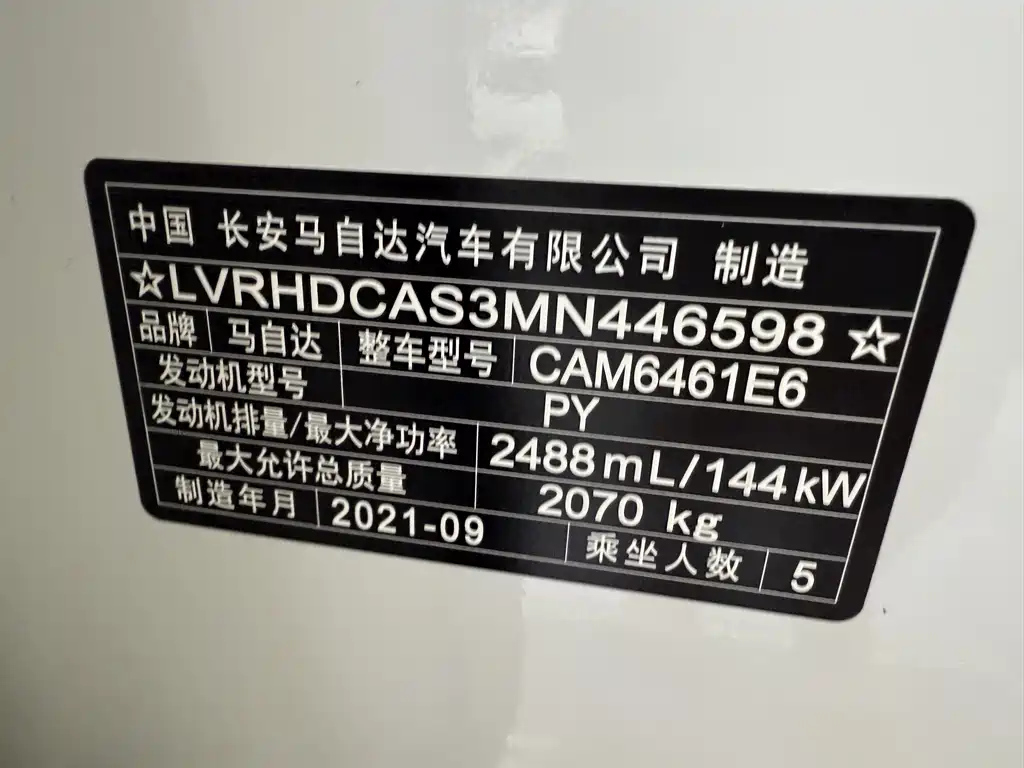 中国 长安马自达汽车有限公司 制造
☆LVRHDCAS3MN446598☆
品牌 马自达 整车型号 CAM6461E6
发动机型号 PY
发动机排量/最大净功率 2488mL/144kW
最大允许总质量 2070 kg
制造年月 2021-09 乘坐人数 5